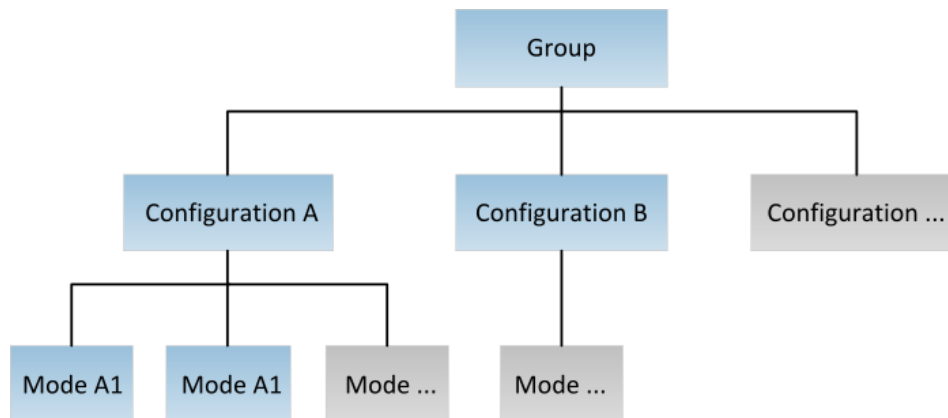 Group
Configuration A
Configuration B
Configuration ...
Mode A1
Mode A1
Mode ...
Mode ...